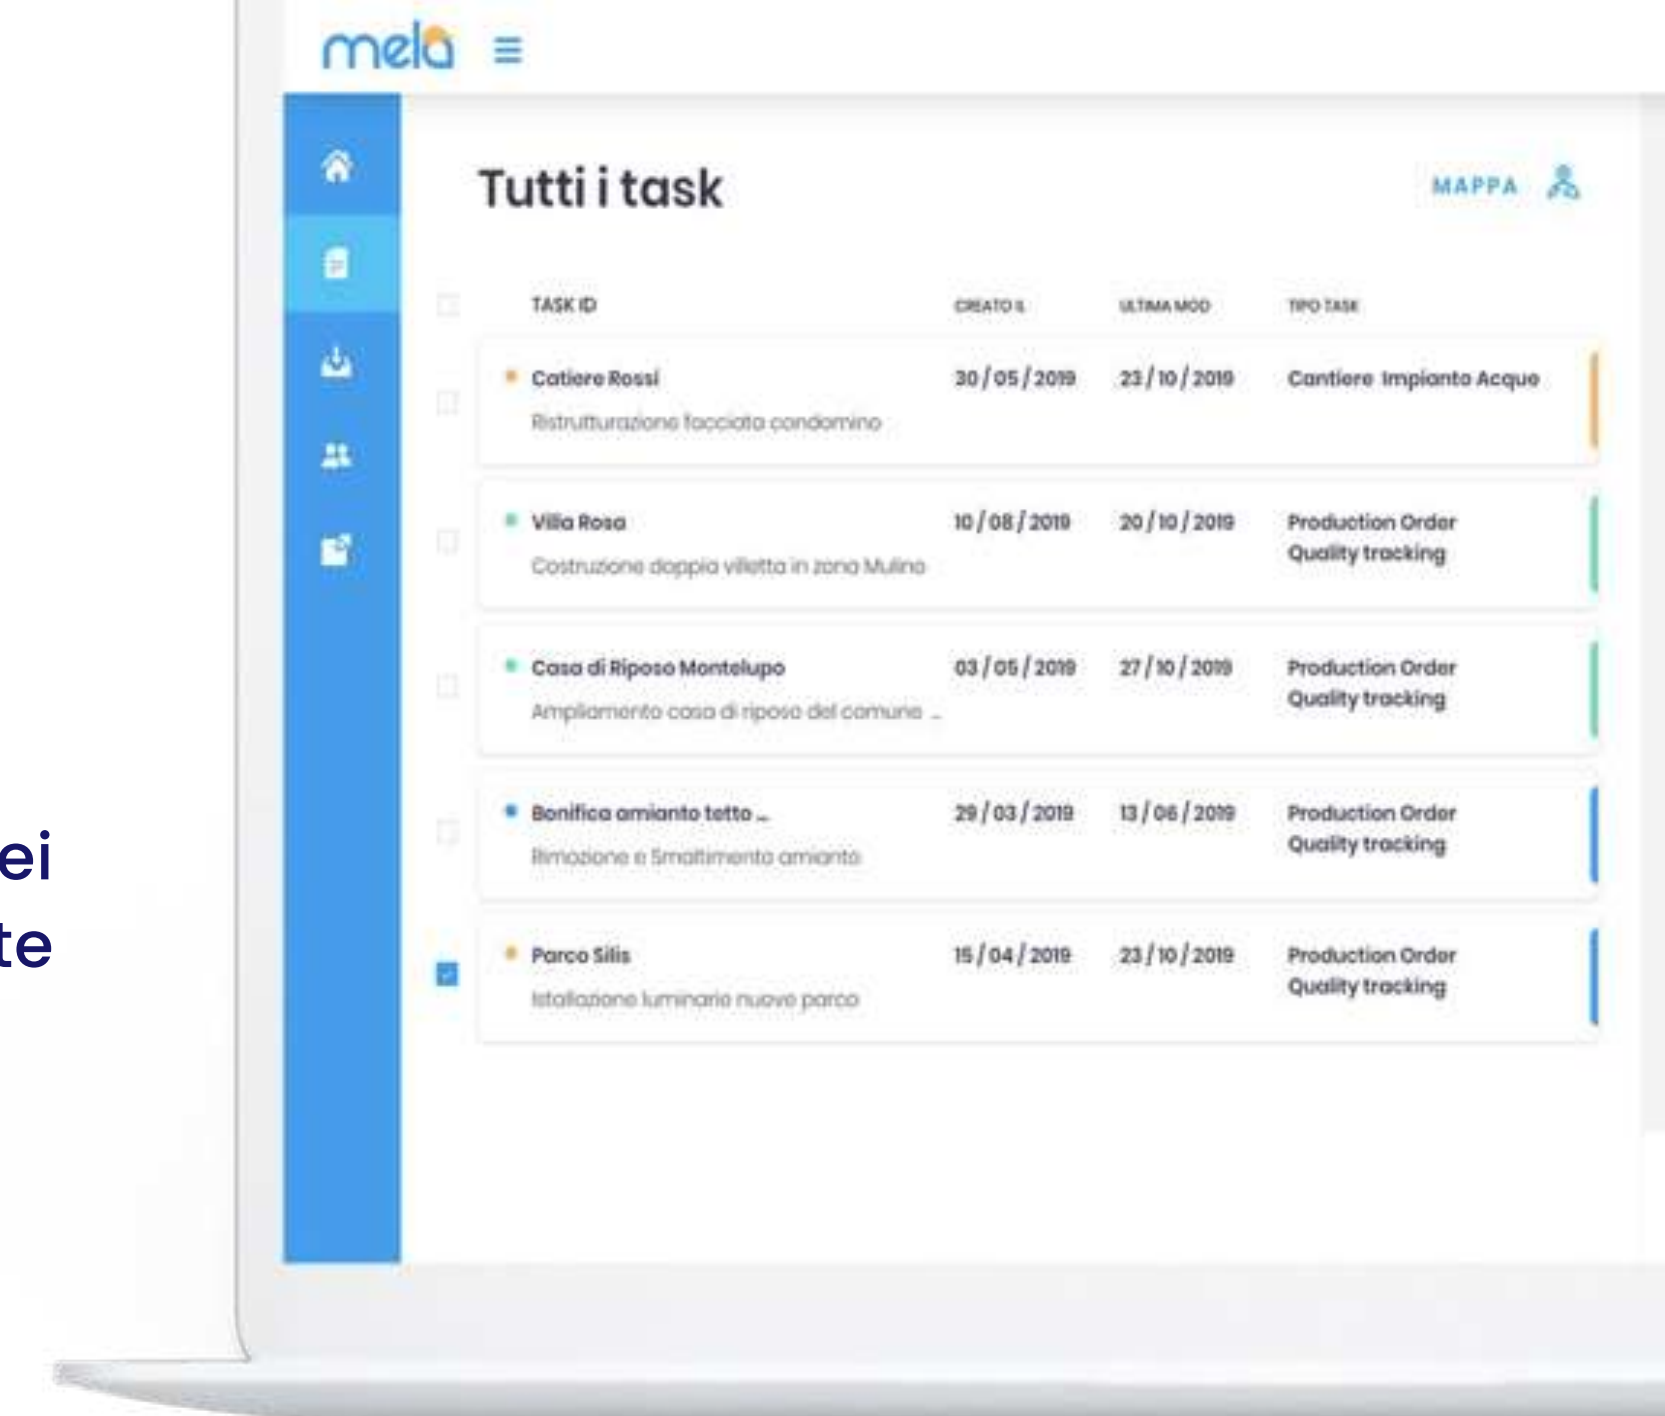 mela
Tutti i task
MAPPA
TASK ID CREATO IL ULTIMA MOD TIPO TASK
Catiere Rossi 30/05/2019 23/10/2019 Cantiere Impianto Acque
Ristrutturazione facciata condomino
Villa Rosa 10/08/2019 20/10/2019 Production Order
Quality tracking
Costruzione doppia villetta in zona Mulino
Casa di Riposo Montelupo 03/05/2019 27/10/2019 Production Order
Quality tracking
Ampliamento casa di riposo del comune ...
Bonifica amianto tetto ... 29/03/2019 13/06/2019 Production Order
Quality tracking
Rimozione e Smaltimento amianto
Parco Silis 15/04/2019 23/10/2019 Production Order
Quality tracking
Istallazione luminarie nuovo parco
ei
te